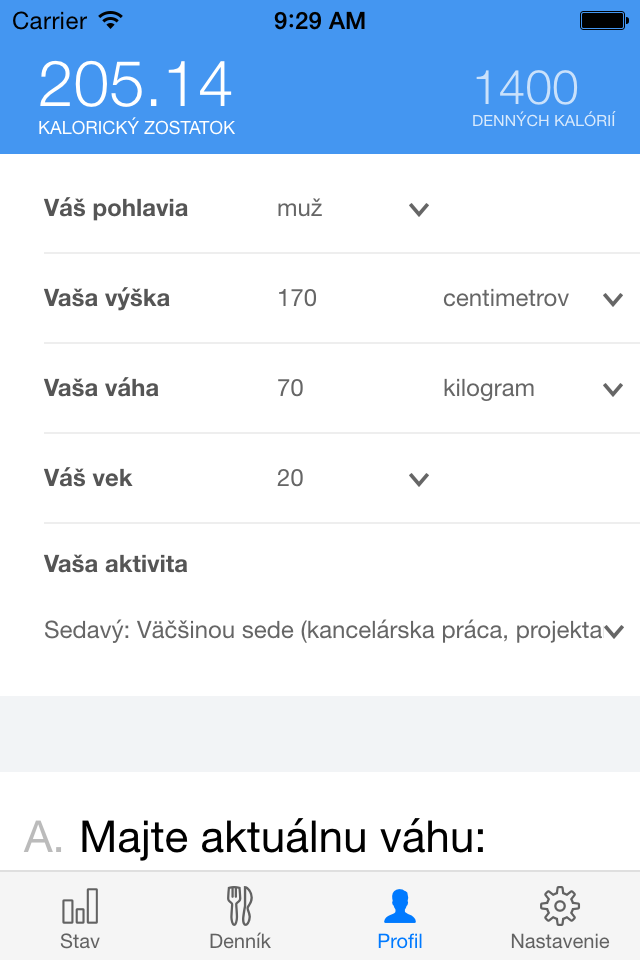 Carrier 9:29 AM
205.14 1400
KALORICKÝ ZOSTATOK DENNÝCH KALÓRIÍ
Váš pohlavia muž
Vaša výška 170 centimetrov
Vaša váha 70 kilogram
Váš vek 20
Vaša aktivita
Sedavý: Väčšinou sede (kancelárska práca, projekta
A. Majte aktuálnu váhu:
Stav Denník Profil Nastavenie